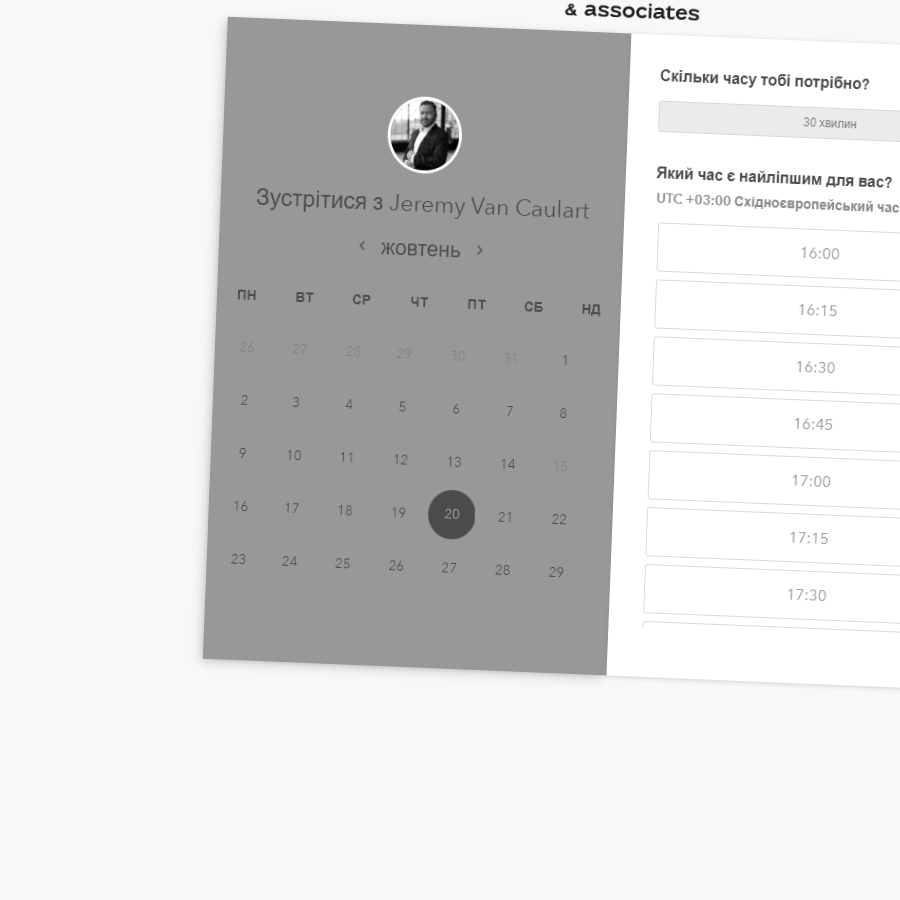 & associates
Зустрітися з Jeremy Van Caulart
жовтень
ПН ВТ СР ЧТ ПТ СБ НД
26 27 28 29 30 31 1
2 3 4 5 6 7 8
9 10 11 12 13 14 15
16 17 18 19 20 21 22
23 24 25 26 27 28 29
Скільки часу тобі потрібно?
30 хвилин
Який час є найліпшим для вас?
UTC +03:00 Східноєвропейський час
16:00
16:15
16:30
16:45
17:00
17:15
17:30